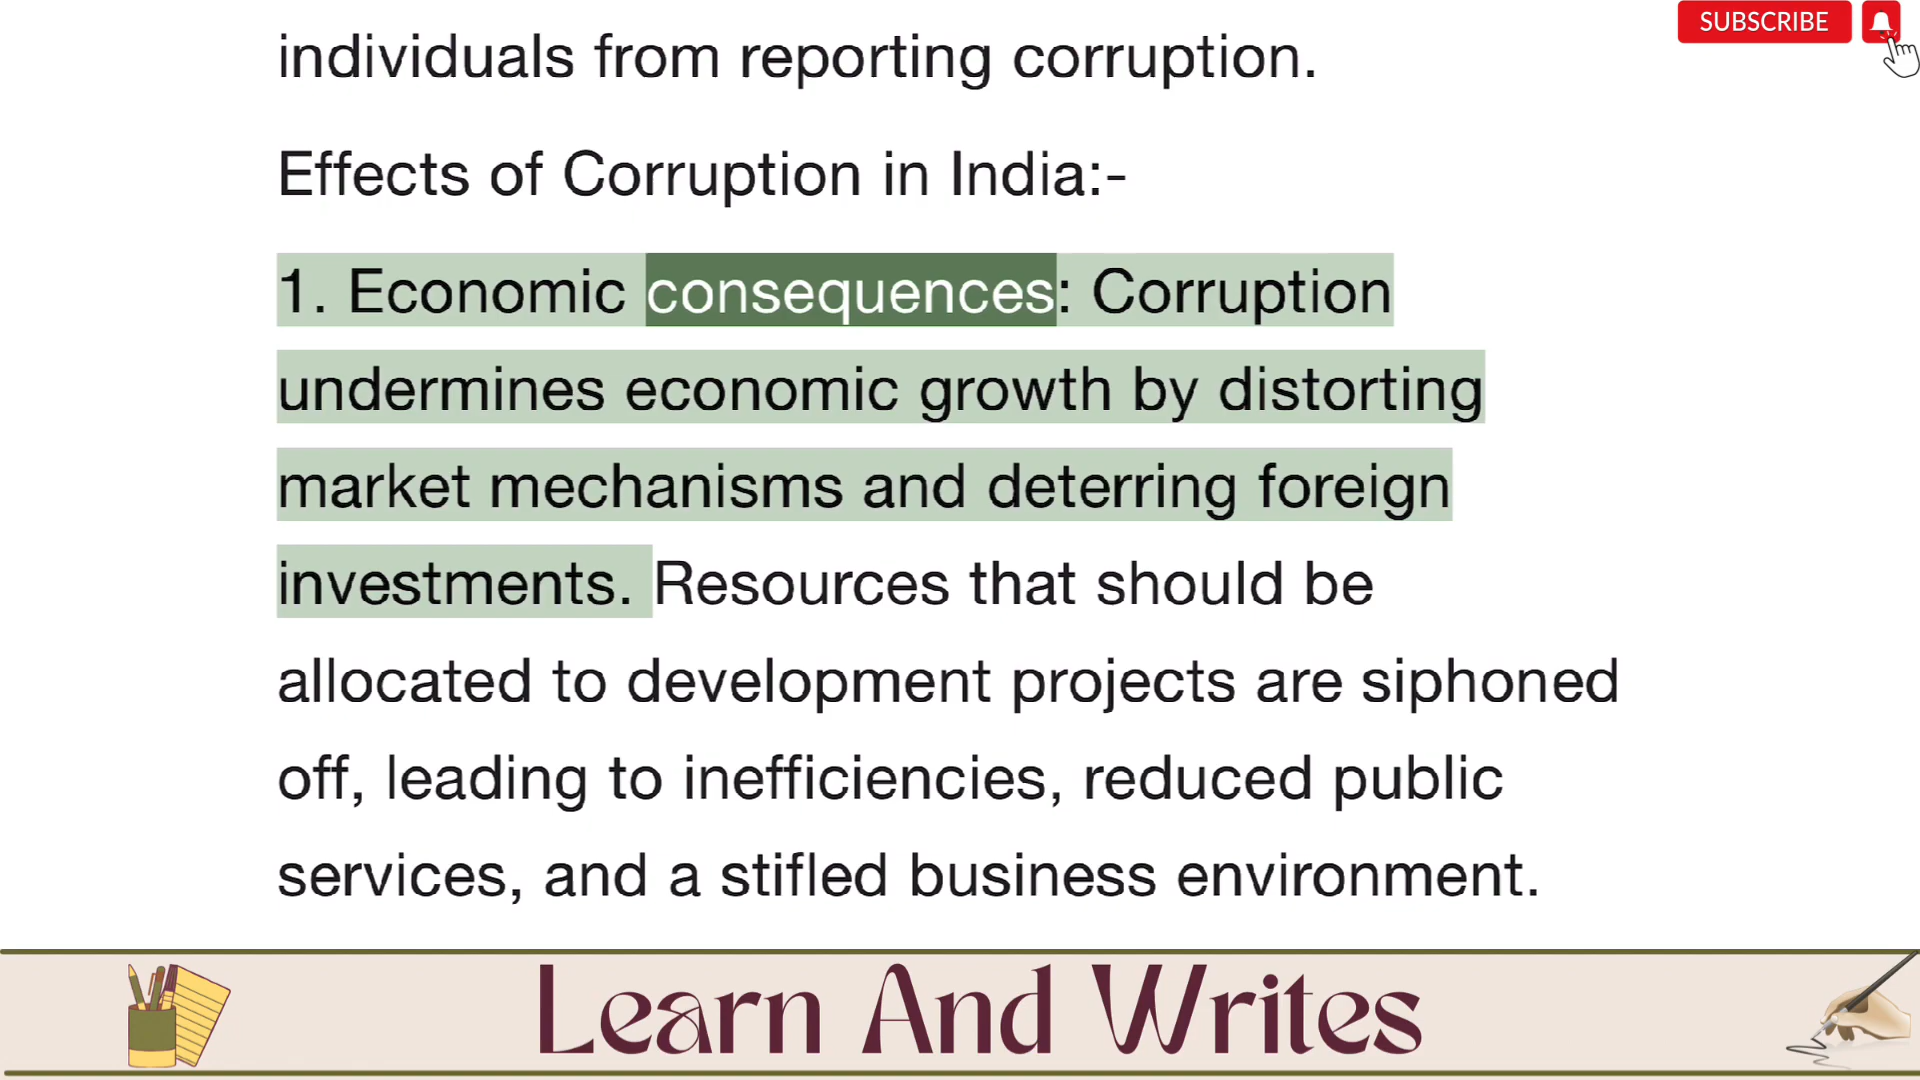 SUBSCRIBE
individuals from reporting corruption.
Effects of Corruption in India:-
1. Economic consequences: Corruption
undermines economic growth by distorting
market mechanisms and deterring foreign
investments. Resources that should be
allocated to development projects are siphoned
off, leading to inefficiencies, reduced public
services, and a stifled business environment.
Learn And Writes